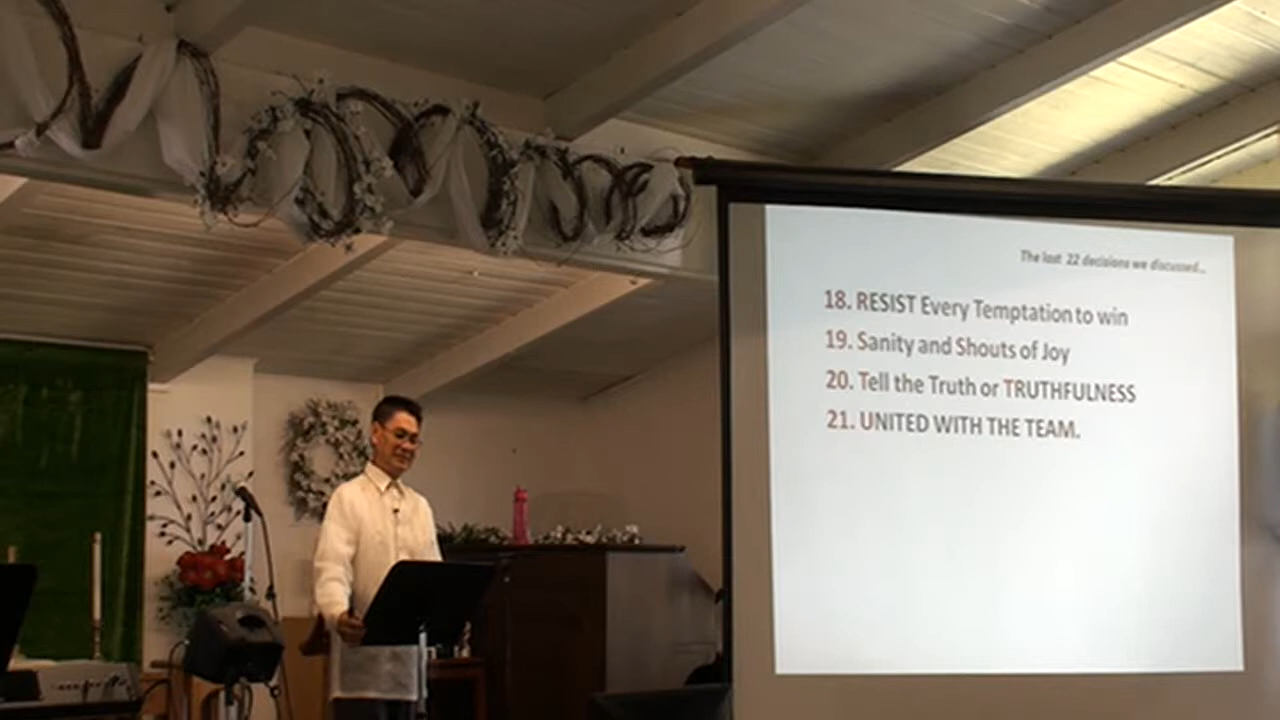 The last 22 decisions we discussed...
18. RESIST Every Temptation to win
19. Sanity and Shouts of Joy
20. Tell the Truth or TRUTHFULNESS
21. UNITED WITH THE TEAM.